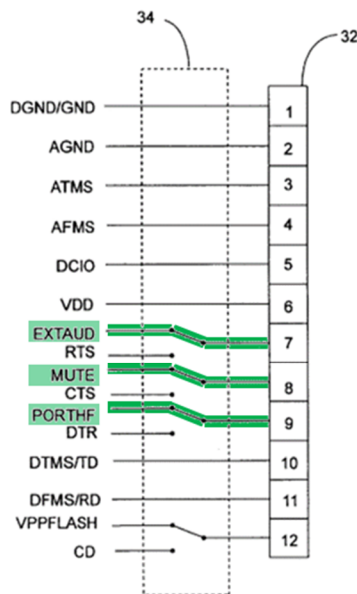 34
32
DGND/GND 1
AGND 2
ATMS 3
AFMS 4
DCIO 5
VDD 6
EXTAUD 7
RTS
MUTE 8
CTS
PORTHF 9
DTR
DTMS/TD 10
DFMS/RD 11
VPPFLASH 12
CD